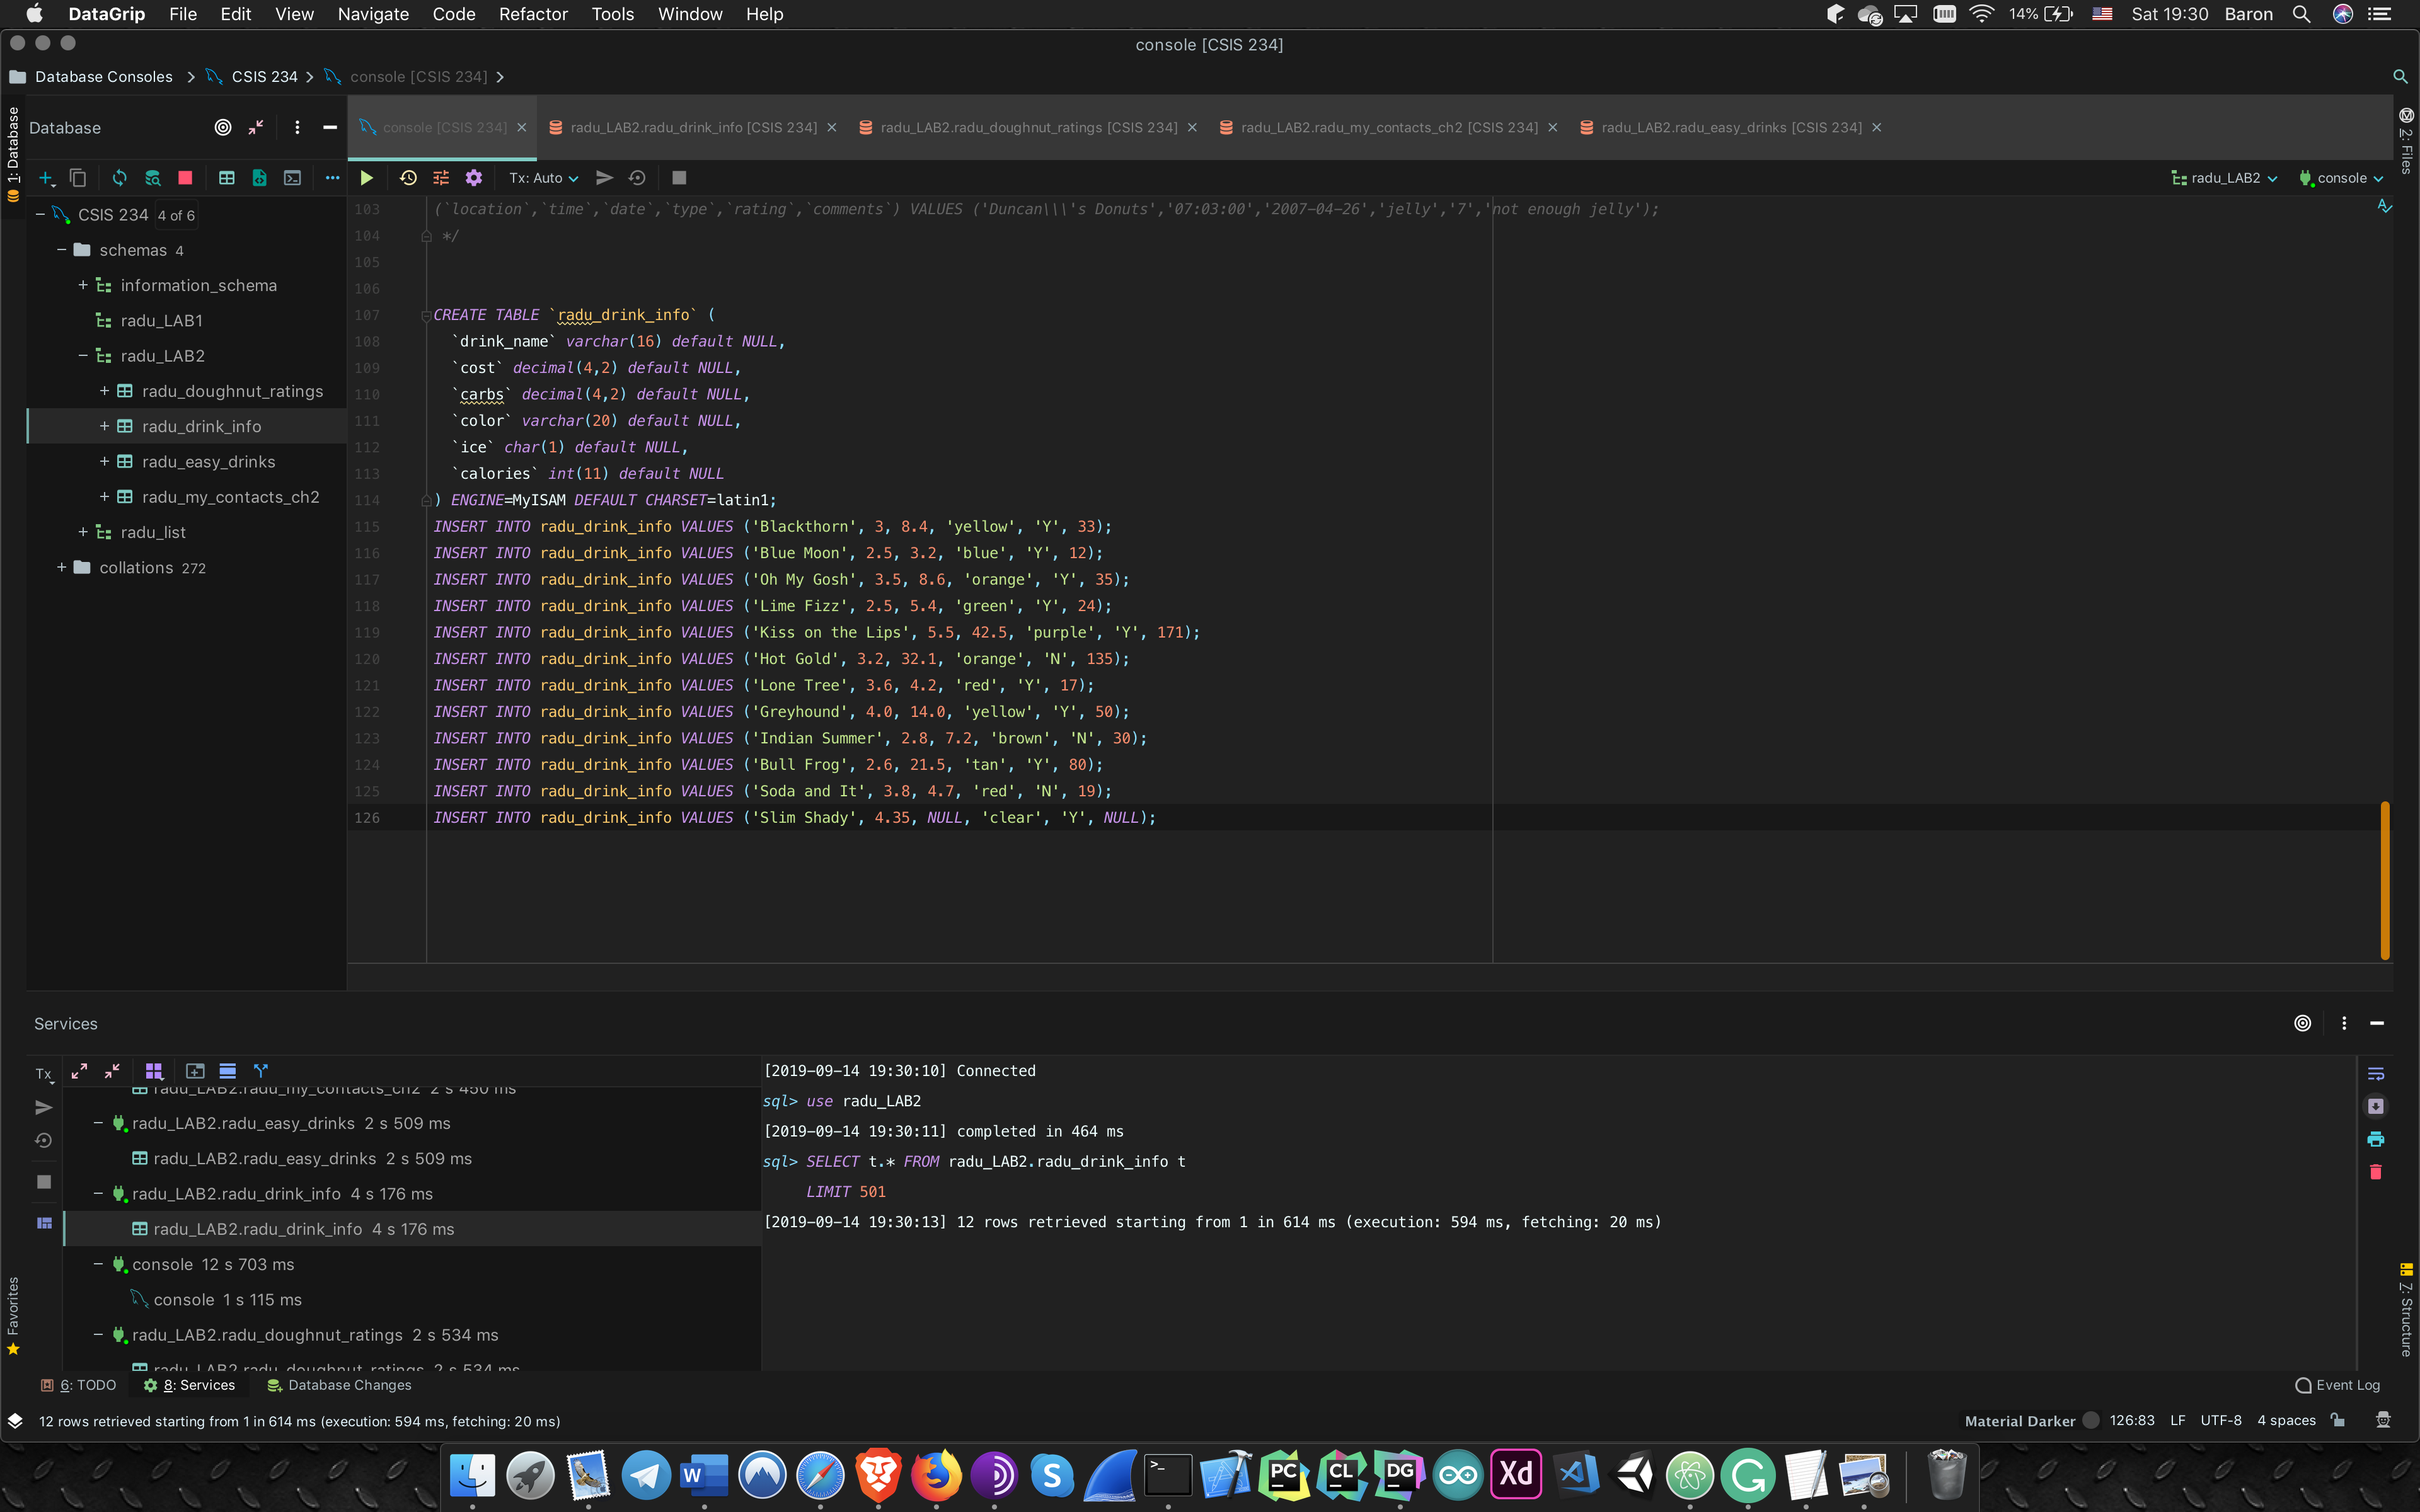 DataGrip File Edit View Navigate Code Refactor Tools Window Help 14% Sat 19:30 Baron
console [CSIS 234]
Database Consoles CSIS 234 console [CSIS 234]
1: Database
Database
console [CSIS 234] radu_LAB2.radu_drink_info [CSIS 234] radu_LAB2.radu_doughnut_ratings [CSIS 234] radu_LAB2.radu_my_contacts_ch2 [CSIS 234] radu_LAB2.radu_easy_drinks [CSIS 234]
2: Files
Tx: Auto radu_LAB2 console
CSIS 234 4 of 6
schemas 4
information_schema
radu_LAB1
radu_LAB2
radu_doughnut_ratings
radu_drink_info
radu_easy_drinks
radu_my_contacts_ch2
radu_list
collations 272
103 (`location`,`time`,`date`,`type`,`rating`,`comments`) VALUES ('Duncan\\\'s Donuts','07:03:00','2007-04-26','jelly','7','not enough jelly');
104 */
105
106
107 CREATE TABLE `radu_drink_info` (
108 `drink_name` varchar(16) default NULL,
109 `cost` decimal(4,2) default NULL,
110 `carbs` decimal(4,2) default NULL,
111 `color` varchar(20) default NULL,
112 `ice` char(1) default NULL,
113 `calories` int(11) default NULL
114 ) ENGINE=MyISAM DEFAULT CHARSET=latin1;
115 INSERT INTO radu_drink_info VALUES ('Blackthorn', 3, 8.4, 'yellow', 'Y', 33);
116 INSERT INTO radu_drink_info VALUES ('Blue Moon', 2.5, 3.2, 'blue', 'Y', 12);
117 INSERT INTO radu_drink_info VALUES ('Oh My Gosh', 3.5, 8.6, 'orange', 'Y', 35);
118 INSERT INTO radu_drink_info VALUES ('Lime Fizz', 2.5, 5.4, 'green', 'Y', 24);
119 INSERT INTO radu_drink_info VALUES ('Kiss on the Lips', 5.5, 42.5, 'purple', 'Y', 171);
120 INSERT INTO radu_drink_info VALUES ('Hot Gold', 3.2, 32.1, 'orange', 'N', 135);
121 INSERT INTO radu_drink_info VALUES ('Lone Tree', 3.6, 4.2, 'red', 'Y', 17);
122 INSERT INTO radu_drink_info VALUES ('Greyhound', 4.0, 14.0, 'yellow', 'Y', 50);
123 INSERT INTO radu_drink_info VALUES ('Indian Summer', 2.8, 7.2, 'brown', 'N', 30);
124 INSERT INTO radu_drink_info VALUES ('Bull Frog', 2.6, 21.5, 'tan', 'Y', 80);
125 INSERT INTO radu_drink_info VALUES ('Soda and It', 3.8, 4.7, 'red', 'N', 19);
126 INSERT INTO radu_drink_info VALUES ('Slim Shady', 4.35, NULL, 'clear', 'Y', NULL);
Services
Tx
radu_LAB2.radu_my_contacts_ch2 2 s 450 ms
radu_LAB2.radu_easy_drinks 2 s 509 ms
radu_LAB2.radu_easy_drinks 2 s 509 ms
radu_LAB2.radu_drink_info 4 s 176 ms
radu_LAB2.radu_drink_info 4 s 176 ms
console 12 s 703 ms
console 1 s 115 ms
radu_LAB2.radu_doughnut_ratings 2 s 534 ms
radu_LAB2.radu_doughnut_ratings 2 s 534 ms
[2019-09-14 19:30:10] Connected
sql> use radu_LAB2
[2019-09-14 19:30:11] completed in 464 ms
sql> SELECT t.* FROM radu_LAB2.radu_drink_info t
LIMIT 501
[2019-09-14 19:30:13] 12 rows retrieved starting from 1 in 614 ms (execution: 594 ms, fetching: 20 ms)
Favorites
7: Structure
6: TODO 8: Services Database Changes Event Log
12 rows retrieved starting from 1 in 614 ms (execution: 594 ms, fetching: 20 ms) Material Darker 126:83 LF UTF-8 4 spaces
W S >_ PC CL DG Xd G